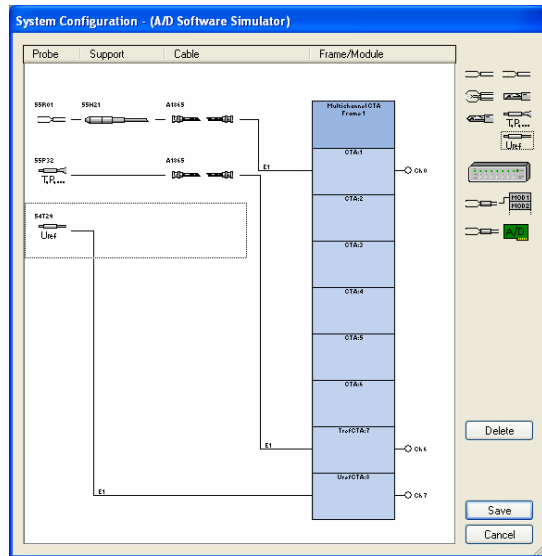 System Configuration - (A/D Software Simulator)
Probe Support Cable Frame/Module
55R01 55H21 A1865 Multichannel CTA
Frame 1
CTA:1
E1 Ch 0
55P32 A1865
T,P,...
CTA:2
54T29
Uref
CTA:3
CTA:4
CTA:5
CTA:6
TrefCTA:7
E1 Ch 6
UrefCTA:8
E1 Ch 7
T,P,...
Uref
MOD1
MOD2
A/D
Delete
Save
Cancel